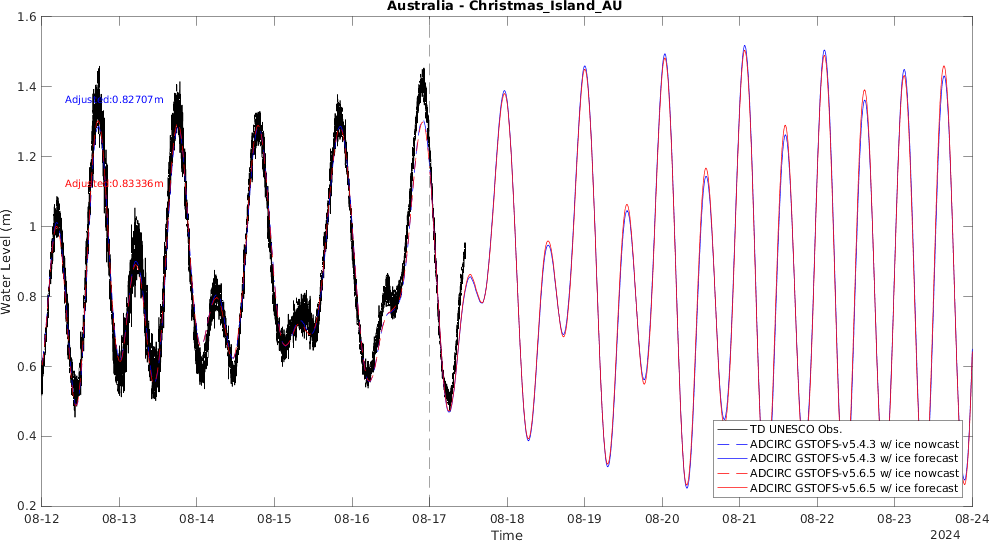 Australia - Christmas_Island_AU
1.6
1.4
1.2
1
0.8
0.6
0.4
0.2
Water Level (m)
Adjusted:0.82707m
Adjusted:0.83336m
TD UNESCO Obs.
ADCIRC GSTOFS-v5.4.3 w/ ice nowcast
ADCIRC GSTOFS-v5.4.3 w/ ice forecast
ADCIRC GSTOFS-v5.6.5 w/ ice nowcast
ADCIRC GSTOFS-v5.6.5 w/ ice forecast
08-12 08-13 08-14 08-15 08-16 08-17 08-18 08-19 08-20 08-21 08-22 08-23 08-24
Time
2024